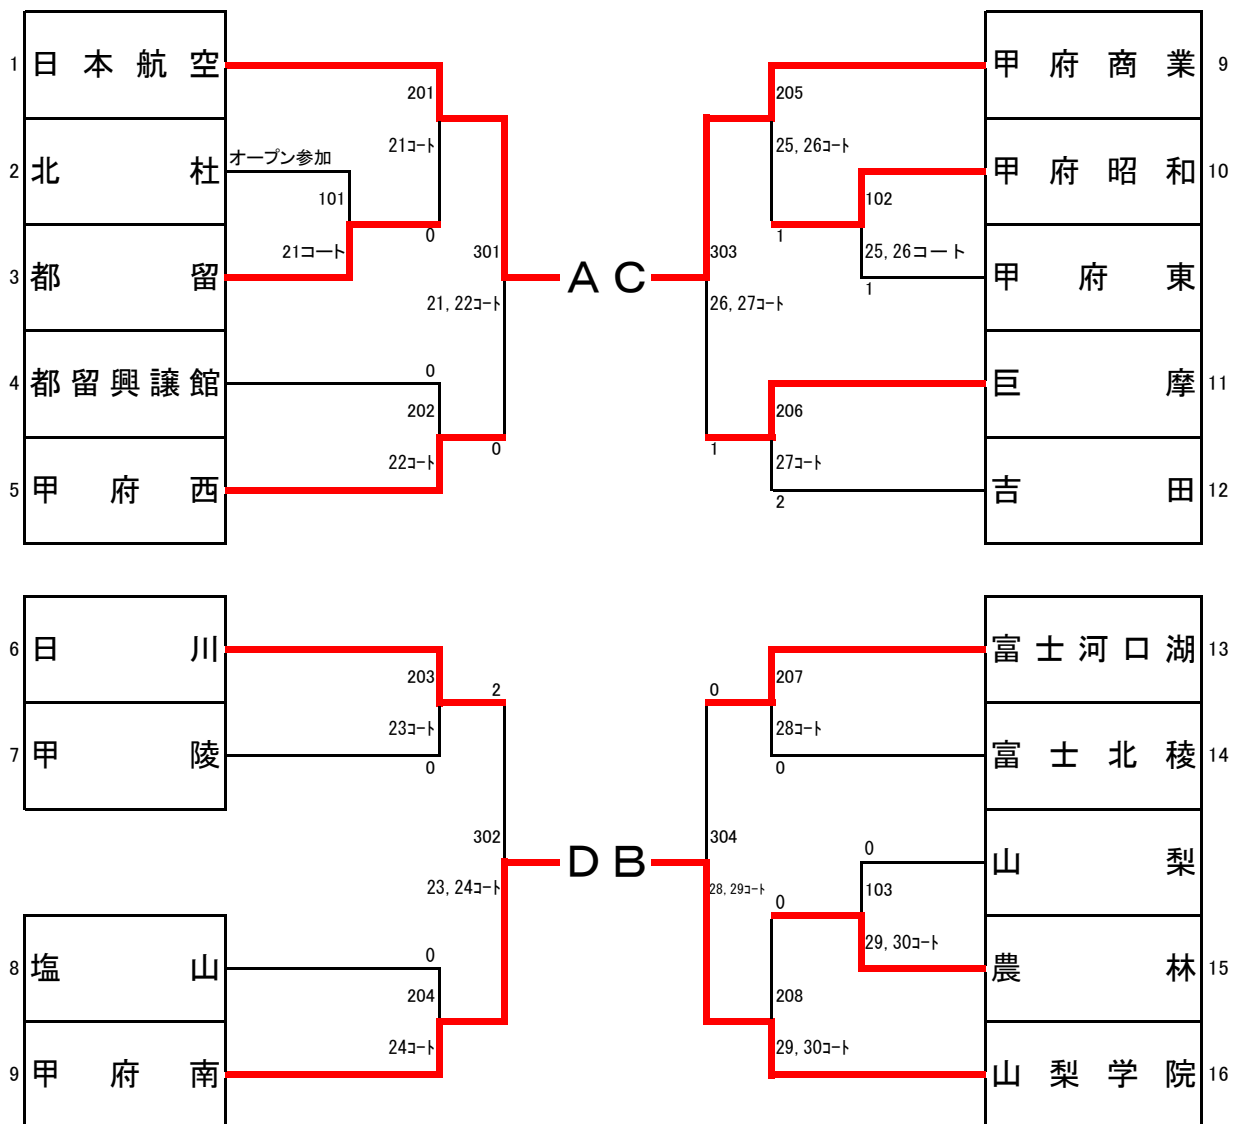 1 日本航空
201
21コート
2 北杜
オープン参加
101
21コート
0
3 都留
301
21, 22コート
A
4 都留興譲館
0
202
22コート
0
5 甲府西
甲府商業 9
205
25, 26コート
甲府昭和 10
102
1
25, 26コート
甲府東
1
303
26, 27コート
C
巨摩 11
206
1
27コート
吉田 12
2
6 日川
203
2
23コート
7 甲陵
0
302
23, 24コート
D
8 塩山
0
204
24コート
9 甲府南
富士河口湖 13
0
207
28コート
富士北稜 14
0
304
28, 29コート
B
山梨
0
103
0
29, 30コート
農林 15
208
29, 30コート
山梨学院 16